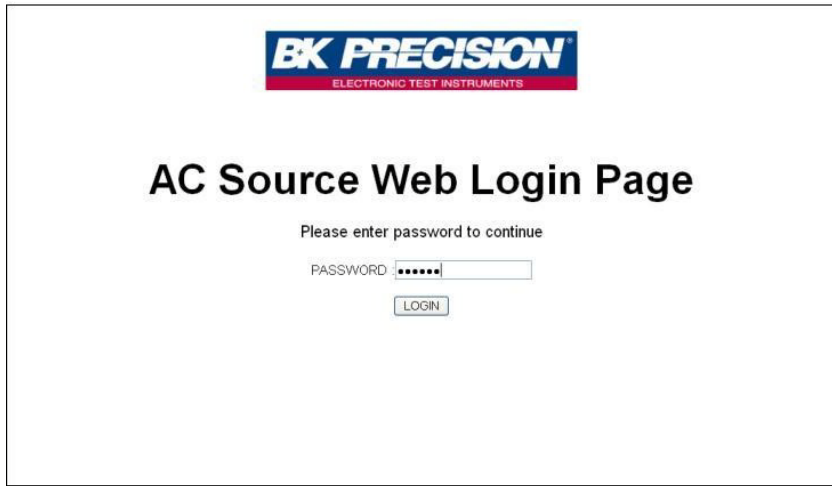 BK PRECISION®
ELECTRONIC TEST INSTRUMENTS
AC Source Web Login Page
Please enter password to continue
PASSWORD : ••••••
LOGIN